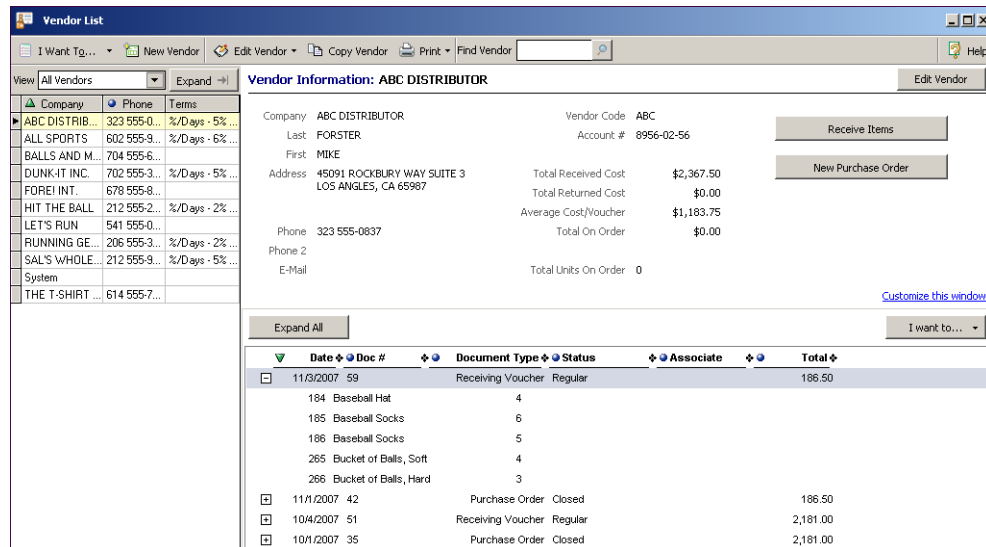 Vendor List
I Want To... New Vendor Edit Vendor Copy Vendor Print Find Vendor Help
View All Vendors Expand
Company Phone Terms
ABC DISTRIB... 323 555-0... %/Days - 5% ...
ALL SPORTS 602 555-9... %/Days - 6% ...
BALLS AND M... 704 555-6...
DUNK-IT INC. 702 555-3... %/Days - 5% ...
FORE! INT. 678 555-8...
HIT THE BALL 212 555-2... %/Days - 2% ...
LET'S RUN 541 555-0...
RUNNING GE... 206 555-3... %/Days - 2% ...
SAL'S WHOLE... 212 555-9... %/Days - 5% ...
System
THE T-SHIRT ... 614 555-7...
Vendor Information: ABC DISTRIBUTOR Edit Vendor
Company ABC DISTRIBUTOR Vendor Code ABC
Last FORSTER Account # 8956-02-56
First MIKE
Address 45091 ROCKBURY WAY SUITE 3 Total Received Cost $2,367.50
LOS ANGLES, CA 65987
Total Returned Cost $0.00
Average Cost/Voucher $1,183.75
Phone 323 555-0837 Total On Order $0.00
Phone 2
E-Mail Total Units On Order 0
Receive Items
New Purchase Order
Customize this window
Expand All I want to...
Date Doc # Document Type Status Associate Total
11/3/2007 59 Receiving Voucher Regular 186.50
184 Baseball Hat 4
185 Baseball Socks 6
186 Baseball Socks 5
265 Bucket of Balls, Soft 4
266 Bucket of Balls, Hard 3
11/1/2007 42 Purchase Order Closed 186.50
10/4/2007 51 Receiving Voucher Regular 2,181.00
10/1/2007 35 Purchase Order Closed 2,181.00